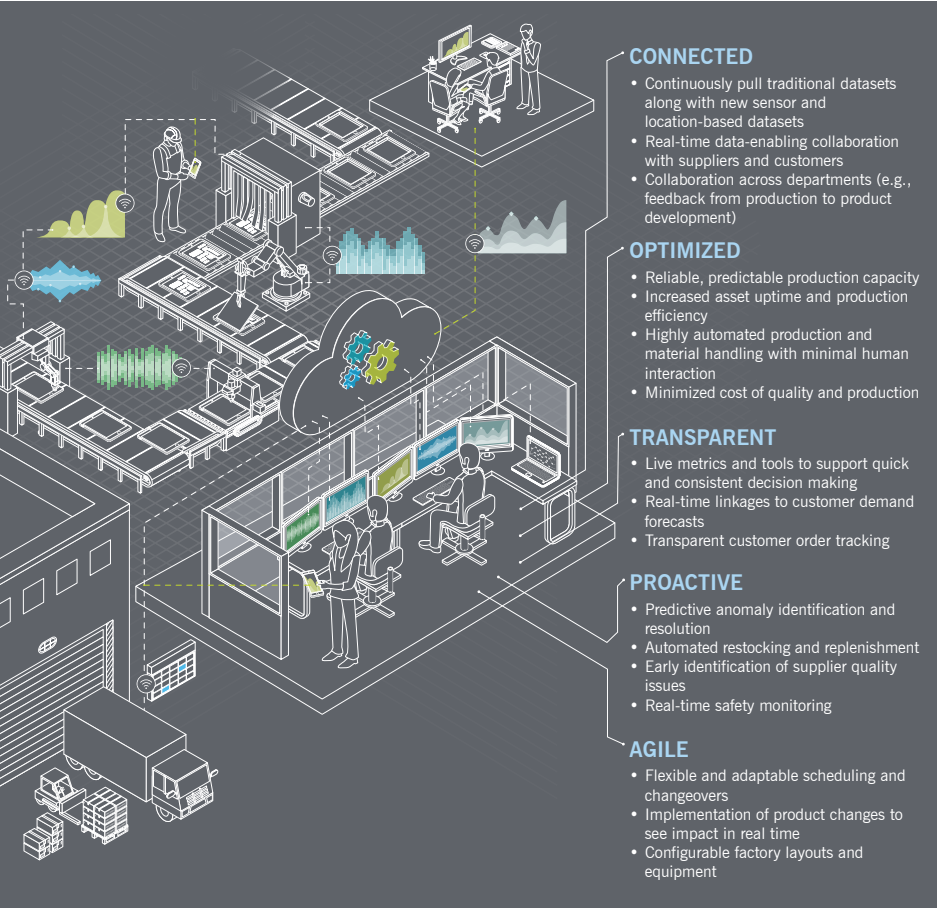 CONNECTED
• Continuously pull traditional datasets
along with new sensor and
location-based datasets
• Real-time data-enabling collaboration
with suppliers and customers
• Collaboration across departments (e.g.,
feedback from production to product
development)
OPTIMIZED
• Reliable, predictable production capacity
• Increased asset uptime and production
efficiency
• Highly automated production and
material handling with minimal human
interaction
• Minimized cost of quality and production
TRANSPARENT
• Live metrics and tools to support quick
and consistent decision making
• Real-time linkages to customer demand
forecasts
• Transparent customer order tracking
PROACTIVE
• Predictive anomaly identification and
resolution
• Automated restocking and replenishment
• Early identification of supplier quality
issues
• Real-time safety monitoring
AGILE
• Flexible and adaptable scheduling and
changeovers
• Implementation of product changes to
see impact in real time
• Configurable factory layouts and
equipment